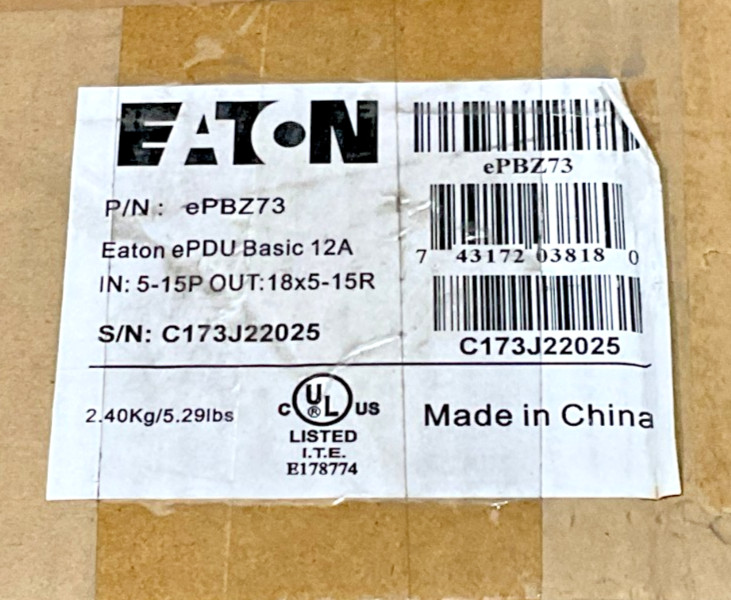 EATON
ePBZ73
P/N: ePBZ73
Eaton ePDU Basic 12A
7 43172 03818 0
IN: 5-15P OUT:18x5-15R
S/N: C173J22025
C173J22025
2.40Kg/5.29lbs
C UL ® US
LISTED
I.T.E.
E178774
Made in China